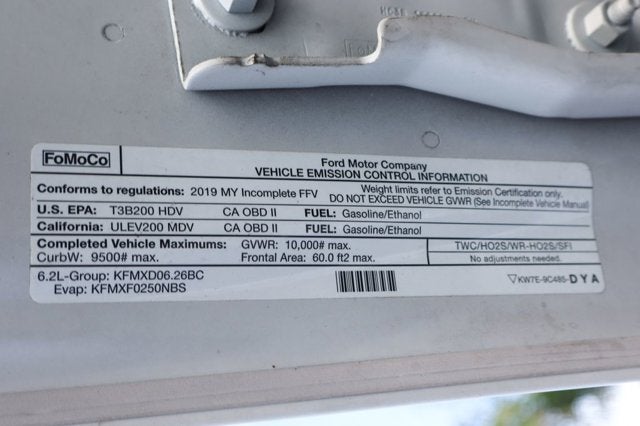 FoMoCo
Ford Motor Company
VEHICLE EMISSION CONTROL INFORMATION
Conforms to regulations: 2019 MY Incomplete FFV
Weight limits refer to Emission Certification only.
DO NOT EXCEED VEHICLE GVWR (See Incomplete Vehicle Manual)
U.S. EPA: T3B200 HDV CA OBD II FUEL: Gasoline/Ethanol
California: ULEV200 MDV CA OBD II FUEL: Gasoline/Ethanol
Completed Vehicle Maximums: GVWR: 10,000# max.
CurbW: 9500# max. Frontal Area: 60.0 ft2 max.
TWC/HO2S/WR-HO2S/SFI
No adjustments needed.
6.2L-Group: KFMXD06.26BC
Evap: KFMXF0250NBS
KW7E-9C485-DYA